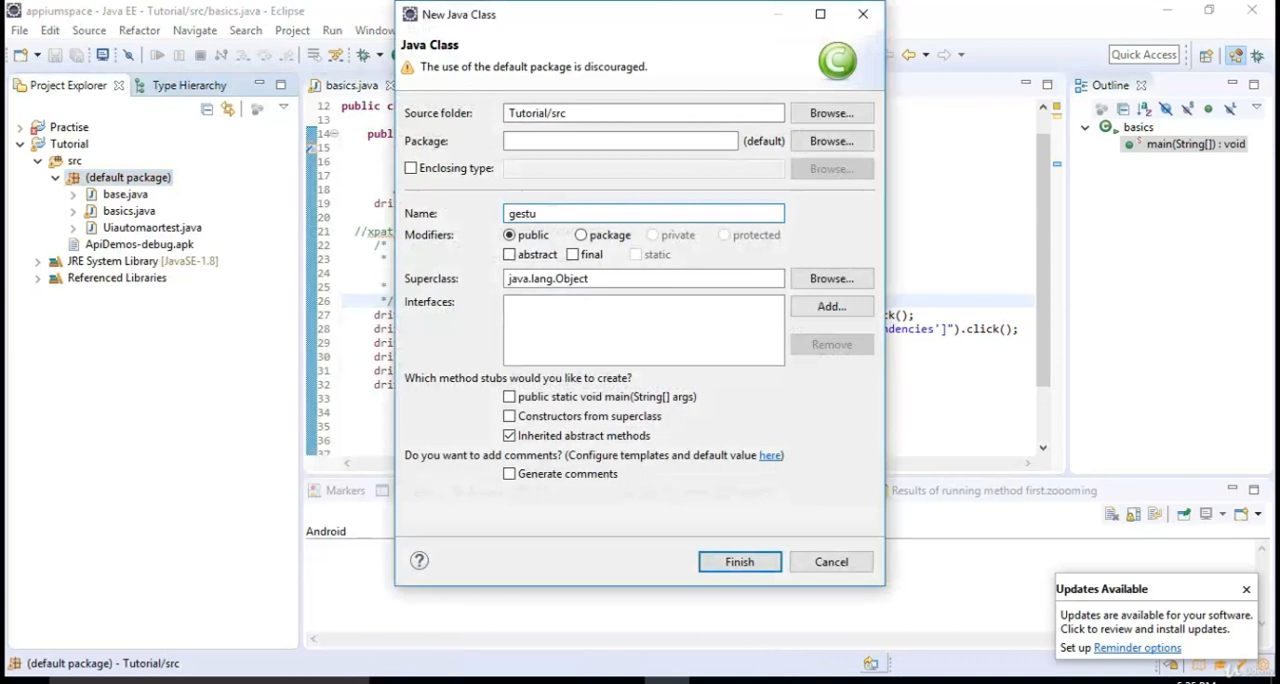 appiumspace - Java EE - Tutorial/src/basics.java - Eclipse
New Java Class
File Edit Source Refactor Navigate Search Project Run Window
Java Class
The use of the default package is discouraged.
Quick Access
Project Explorer
Type Hierarchy
basics.java
Outline
Practise
Tutorial
src
(default package)
base.java
basics.java
Uiautomaortest.java
ApiDemos-debug.apk
JRE System Library [JavaSE-1.8]
Referenced Libraries
12 public c
13
14 pub
15
16
17
18
19 dri
20
21 //xpat
22 /*
23 *
24
25 *
26 */
27 dri
28 dri
29 dri
30 dri
31 dri
32 dri
33
34
35
36
37
ck();
ndencies']").click();
Source folder: Tutorial/src Browse...
Package: (default) Browse...
Enclosing type: Browse...
Name: gestu
Modifiers: public package private protected
abstract final static
Superclass: java.lang.Object Browse...
Interfaces: Add...
Remove
Which method stubs would you like to create?
public static void main(String[] args)
Constructors from superclass
Inherited abstract methods
Do you want to add comments? (Configure templates and default value here)
Generate comments
Finish Cancel
basics
main(String[]) : void
Markers
Results of running method first.zoooming
Android
Updates Available
Updates are available for your software.
Click to review and install updates.
Set up Reminder options
(default package) - Tutorial/src